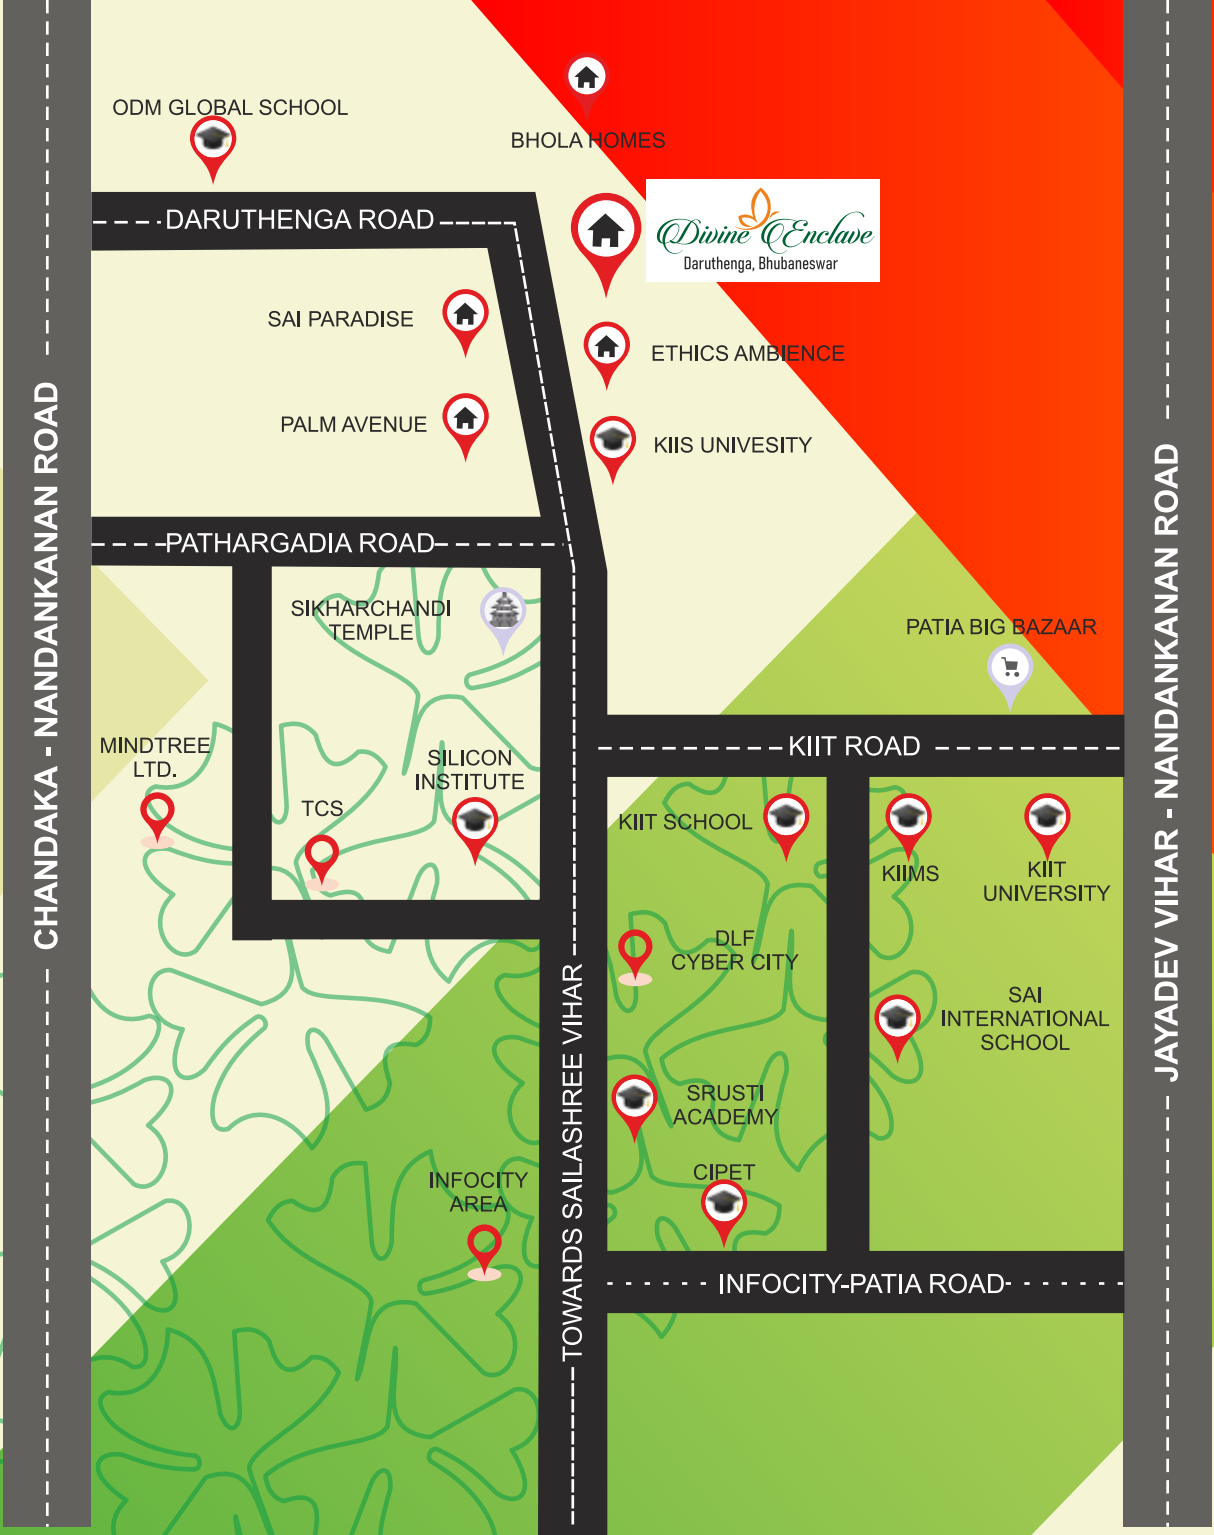 ODM GLOBAL SCHOOL
BHOLA HOMES
DARUTHENGA ROAD
Divine Enclave
Daruthenga, Bhubaneswar
SAI PARADISE
ETHICS AMBIENCE
PALM AVENUE
KIIS UNIVESITY
CHANDAKA - NANDANKANAN ROAD
JAYADEV VIHAR - NANDANKANAN ROAD
PATHARGADIA ROAD
SIKHARCHANDI
TEMPLE
PATIA BIG BAZAAR
MINDTREE
LTD.
SILICON
INSTITUTE
KIIT ROAD
TCS
KIIT SCHOOL
KIIMS
KIIT
UNIVERSITY
DLF
CYBER CITY
SAI
INTERNATIONAL
SCHOOL
TOWARDS SAILASHREE VIHAR
SRUSTI
ACADEMY
INFOCITY
AREA
CIPET
INFOCITY-PATIA ROAD